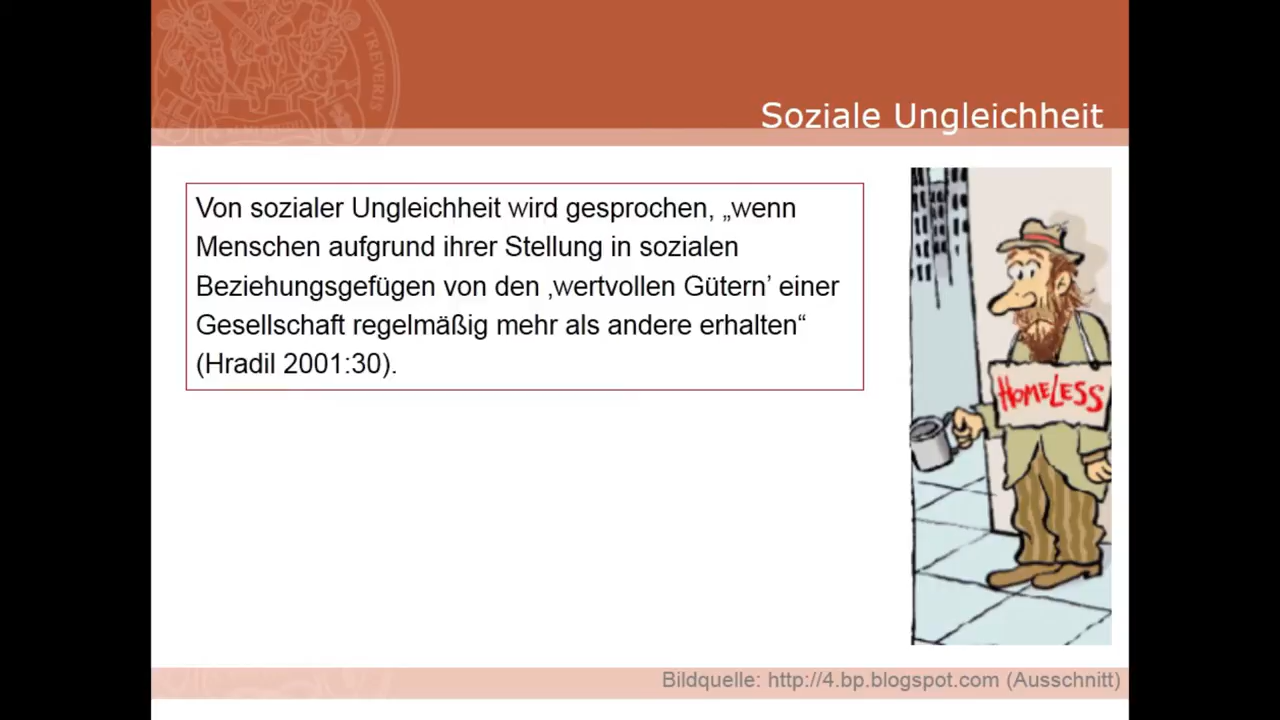 TREVERIS
Soziale Ungleichheit
Von sozialer Ungleichheit wird gesprochen, „wenn
Menschen aufgrund ihrer Stellung in sozialen
Beziehungsgefügen von den ‚wertvollen Gütern’ einer
Gesellschaft regelmäßig mehr als andere erhalten“
(Hradil 2001:30).
HOMELESS
Bildquelle: http://4.bp.blogspot.com (Ausschnitt)